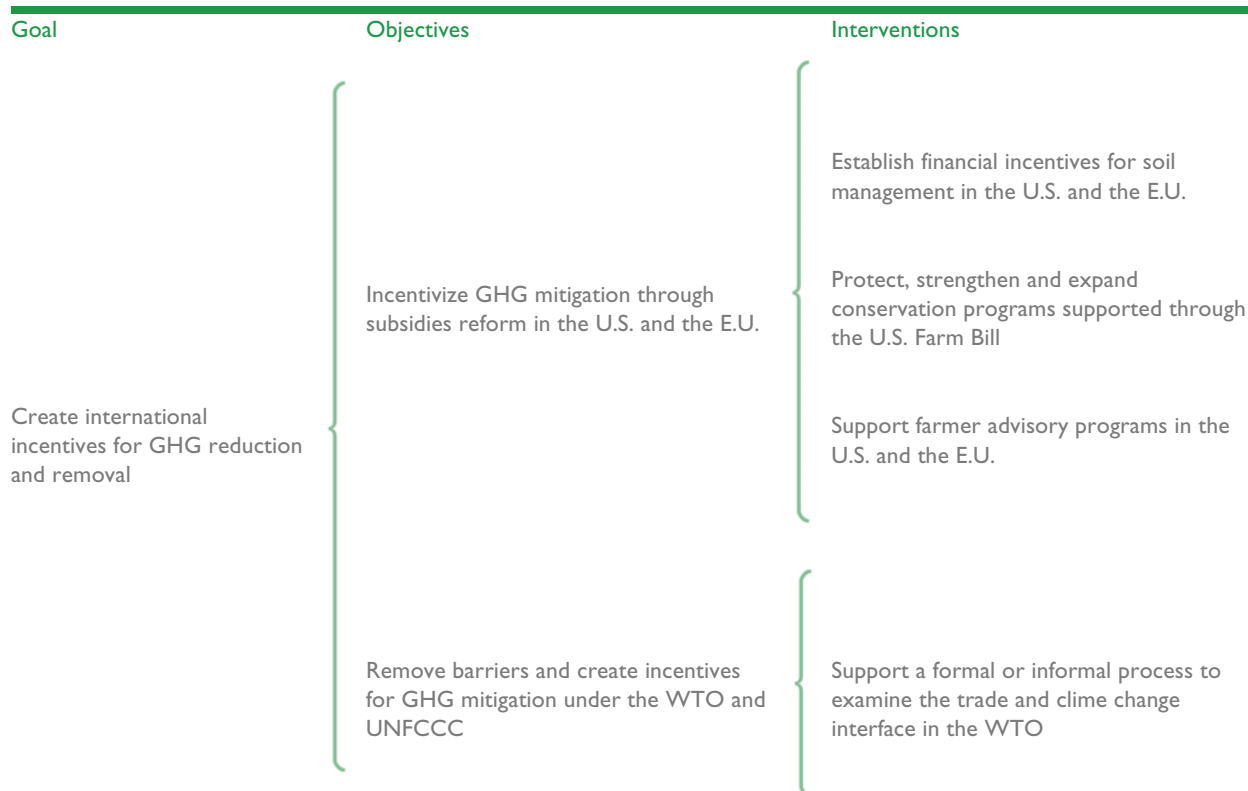 Goal
Objectives
Interventions
Establish financial incentives for soil
management in the U.S. and the E.U.
Protect, strengthen and expand
conservation programs supported through
the U.S. Farm Bill
Incentivize GHG mitigation through
subsidies reform in the U.S. and the E.U.
Support farmer advisory programs in the
U.S. and the E.U.
Create international
incentives for GHG reduction
and removal
Remove barriers and create incentives
for GHG mitigation under the WTO and
UNFCCC
Support a formal or informal process to
examine the trade and clime change
interface in the WTO